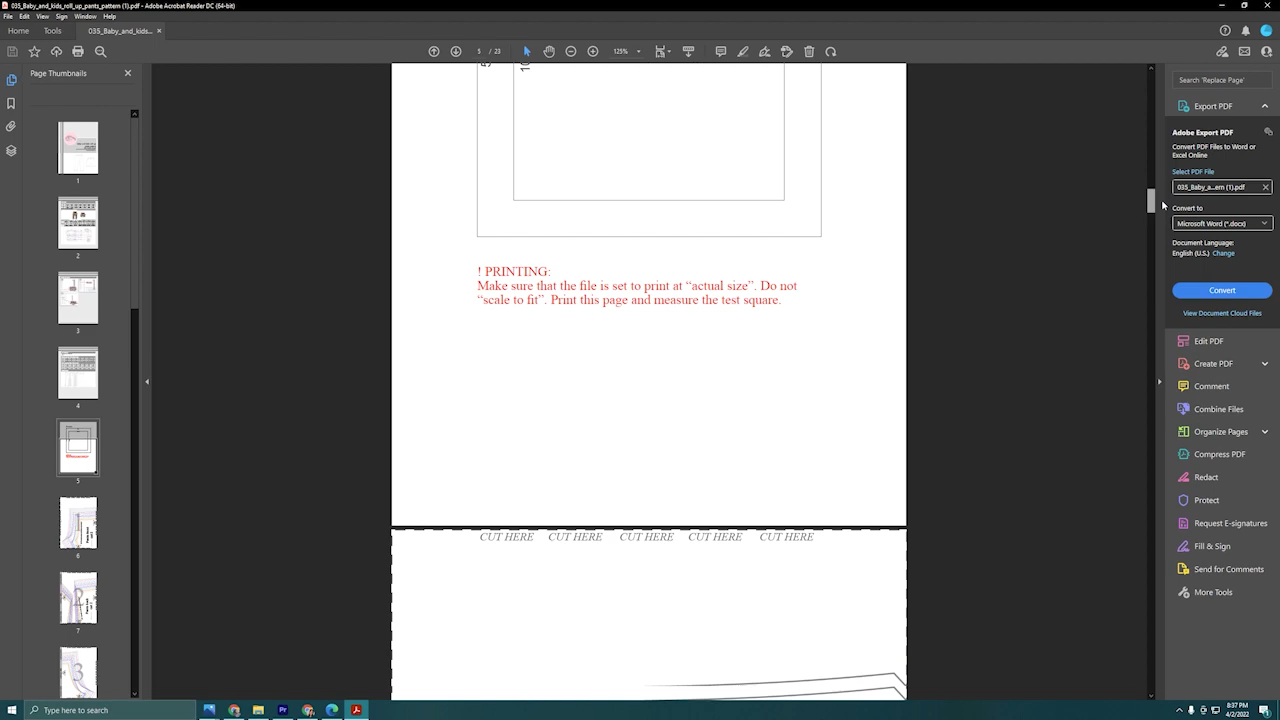 035_Baby_and_kids_roll_up_pants_pattern (1).pdf - Adobe Acrobat Reader DC (64-bit)
File Edit View Sign Window Help
Home Tools 035_Baby_and_kids... ×
5 / 23 125%
Page Thumbnails
1
2
3
4
5
6
7
! PRINTING:
Make sure that the file is set to print at “actual size”. Do not
“scale to fit”. Print this page and measure the test square.
CUT HERE CUT HERE CUT HERE CUT HERE CUT HERE
Search 'Replace Page'
Export PDF
Adobe Export PDF
Convert PDF Files to Word or
Excel Online
Select PDF File
035_Baby_a...ern (1).pdf
Convert to
Microsoft Word (*.docx)
Document Language:
English (U.S.) Change
Convert
View Document Cloud Files
Edit PDF
Create PDF
Comment
Combine Files
Organize Pages
Compress PDF
Redact
Protect
Request E-signatures
Fill & Sign
Send for Comments
More Tools
Type here to search
8:37 PM
4/2/2022